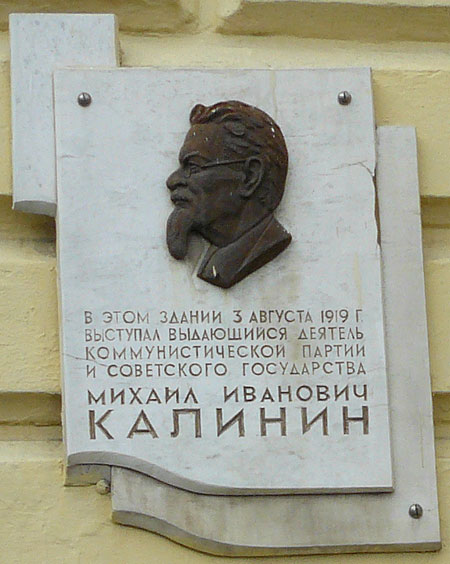 В ЭТОМ ЗДАНИИ 3 АВГУСТА 1919 Г.
ВЫСТУПАЛ ВЫДАЮЩИЙСЯ ДЕЯТЕЛЬ
КОММУНИСТИЧЕСКОЙ ПАРТИИ
И СОВЕТСКОГО ГОСУДАРСТВА
МИХАИЛ ИВАНОВИЧ
КАЛИНИН